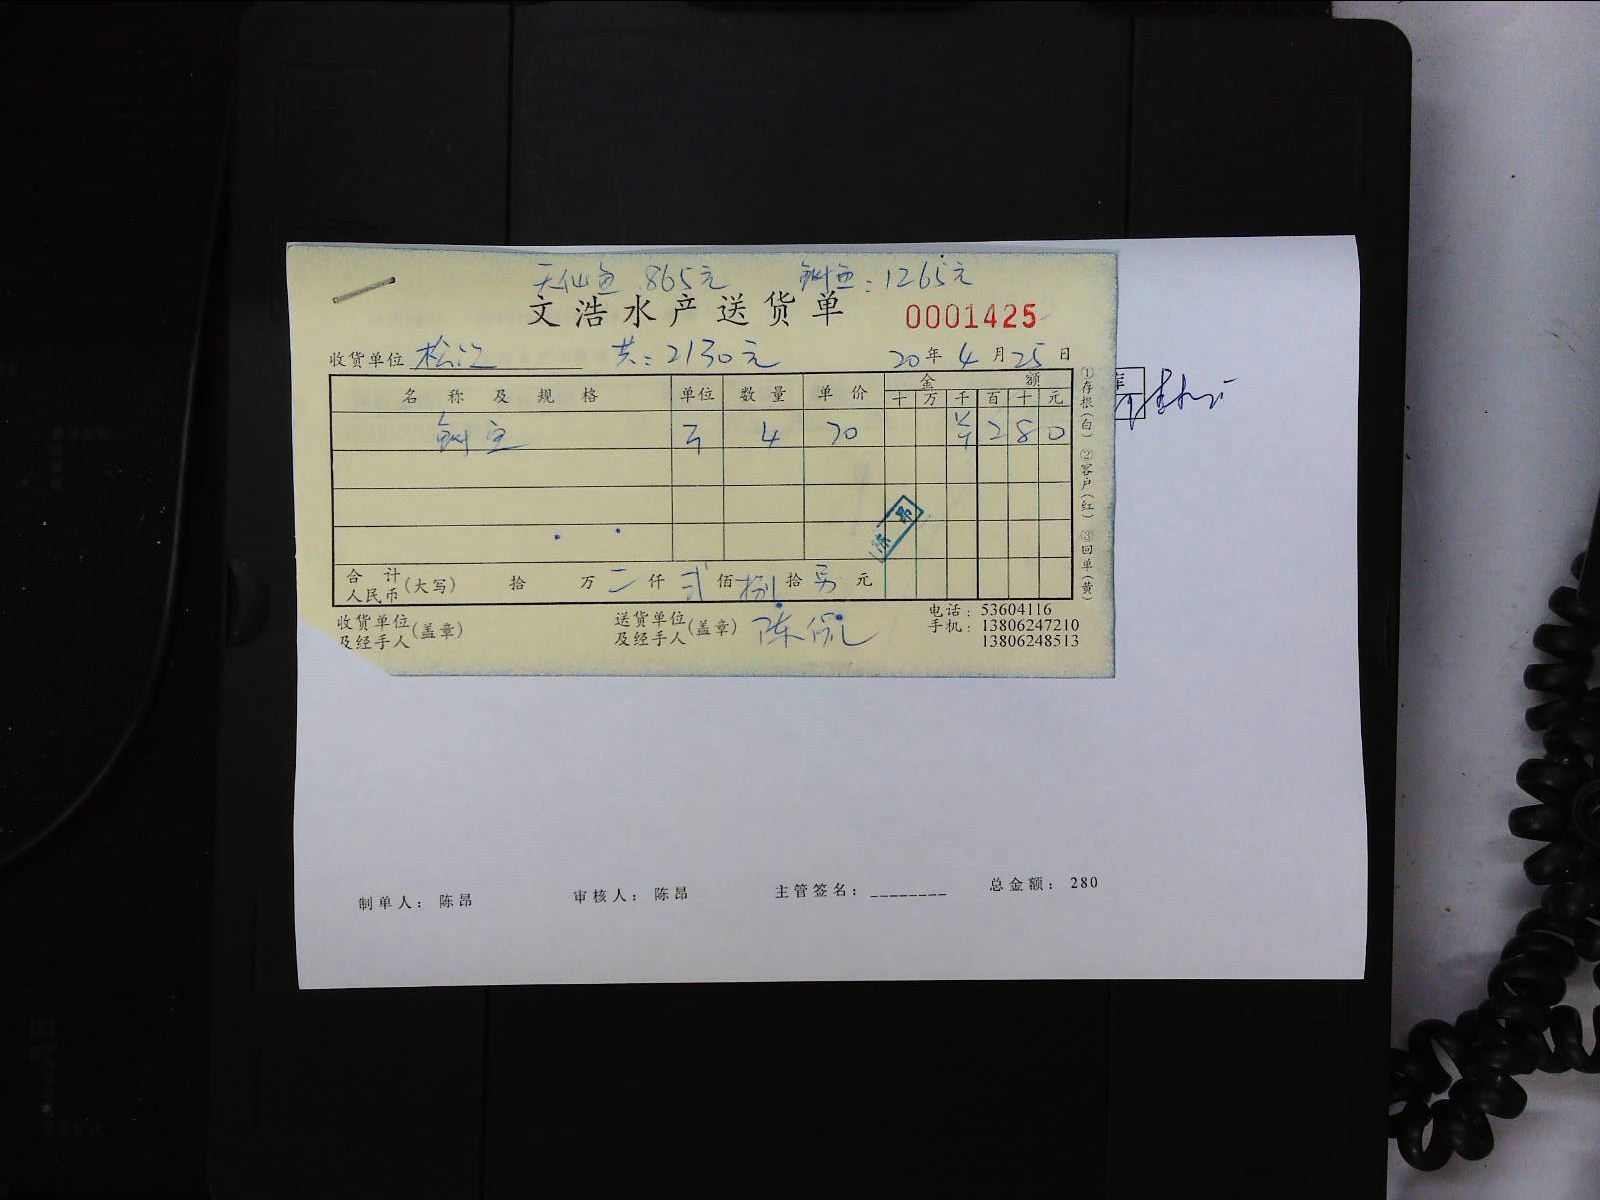 天仙鱼 865元 鲥鱼:1265元
文浩水产送货单 0001425
收货单位 松江 共:2130元 20年4月25日
名称及规格 单位 数量 单价 金额
十 万 千 百 十 元
鲥鱼 4 70 ¥ 2 8 0
陈昂
合计人民币(大写) 拾 万 仟 贰 佰 捌 拾 元
收货单位及经手人(盖章) 送货单位及经手人(盖章) 陈
电话:53604116
手机:13806247210
13806248513
①存根(白) ②客户(红) ③回单(黄)
制单人: 陈昂 审核人: 陈昂 主管签名:________ 总金额: 280